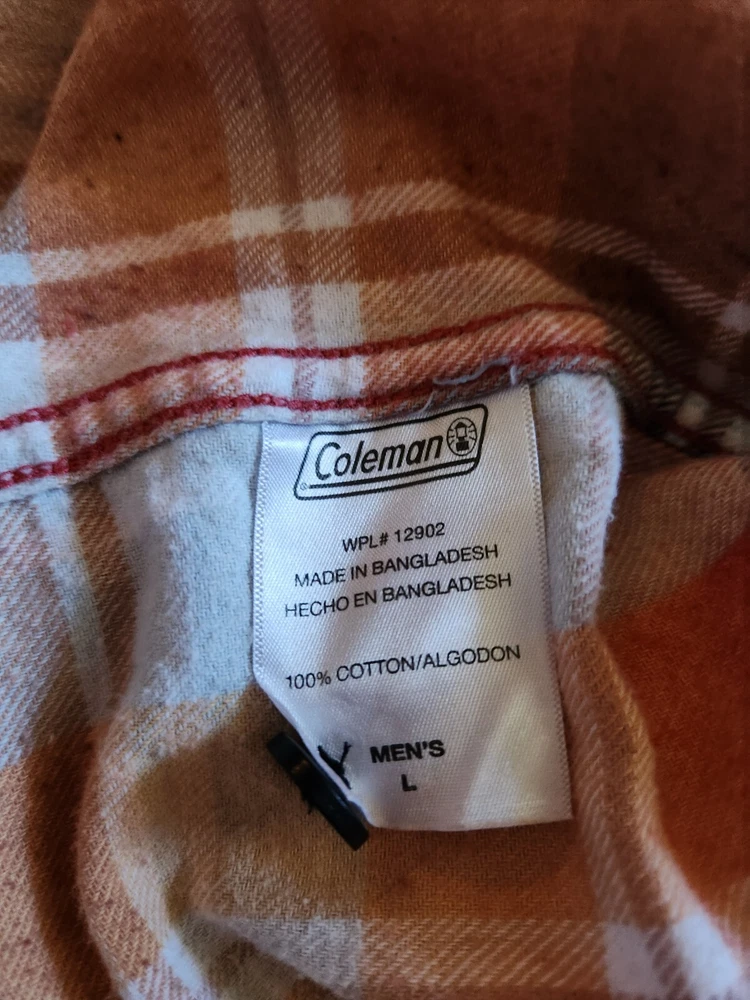 Coleman
WPL# 12902
MADE IN BANGLADESH
HECHO EN BANGLADESH
100% COTTON/ALGODON
MEN'S
L